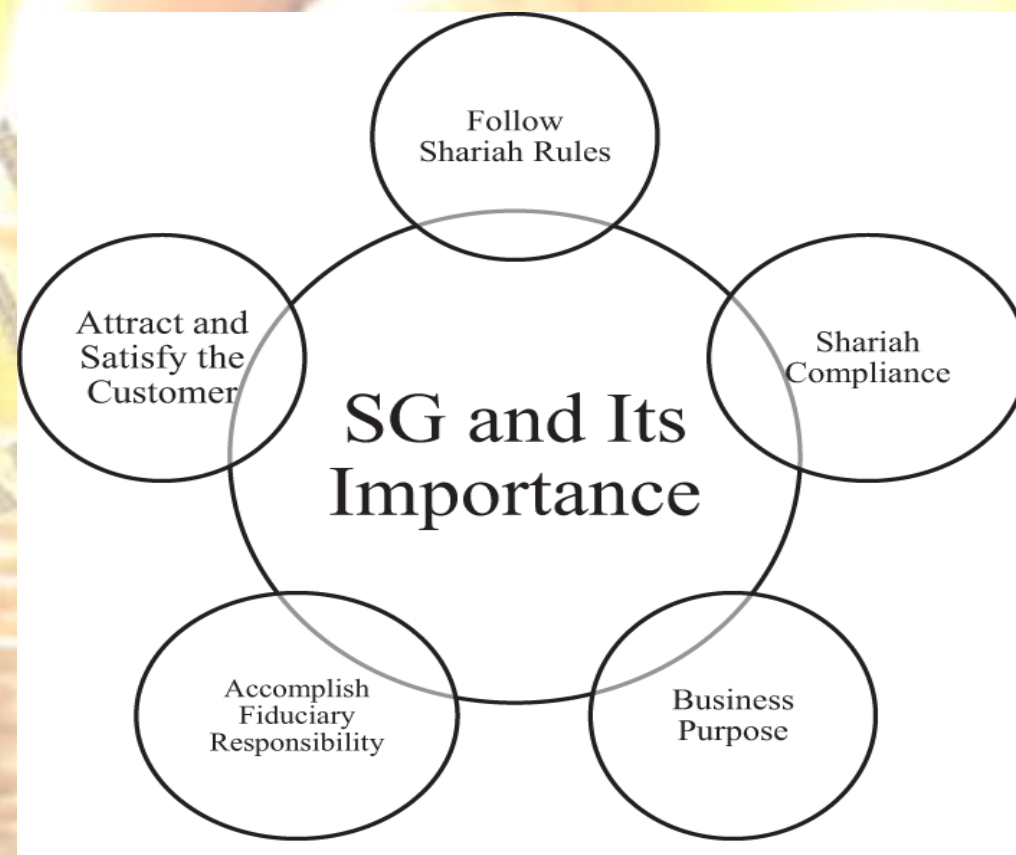 Follow
Shariah Rules
Attract and
Satisfy the
Customer
Shariah
Compliance
SG and Its
Importance
Accomplish
Fiduciary
Responsibility
Business
Purpose